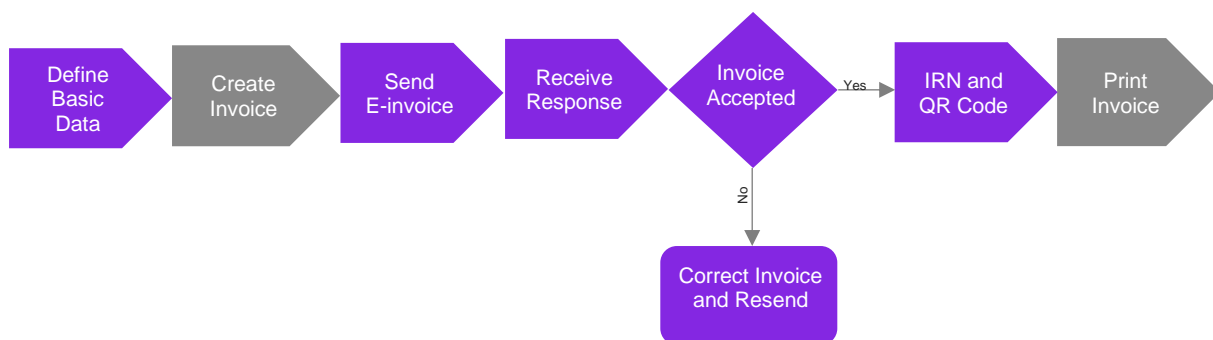 Define
Basic
Data
Create
Invoice
Send
E-invoice
Receive
Response
Invoice
Accepted
Yes
IRN and
QR Code
Print
Invoice
No
Correct Invoice
and Resend